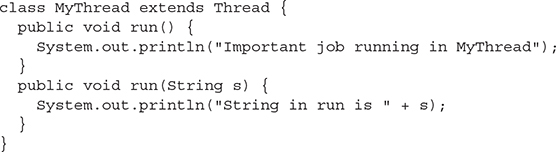 class MyThread extends Thread {
  public void run() {
    System.out.println("Important job running in MyThread");
  }
  public void run(String s) {
    System.out.println("String in run is " + s);
  }
}